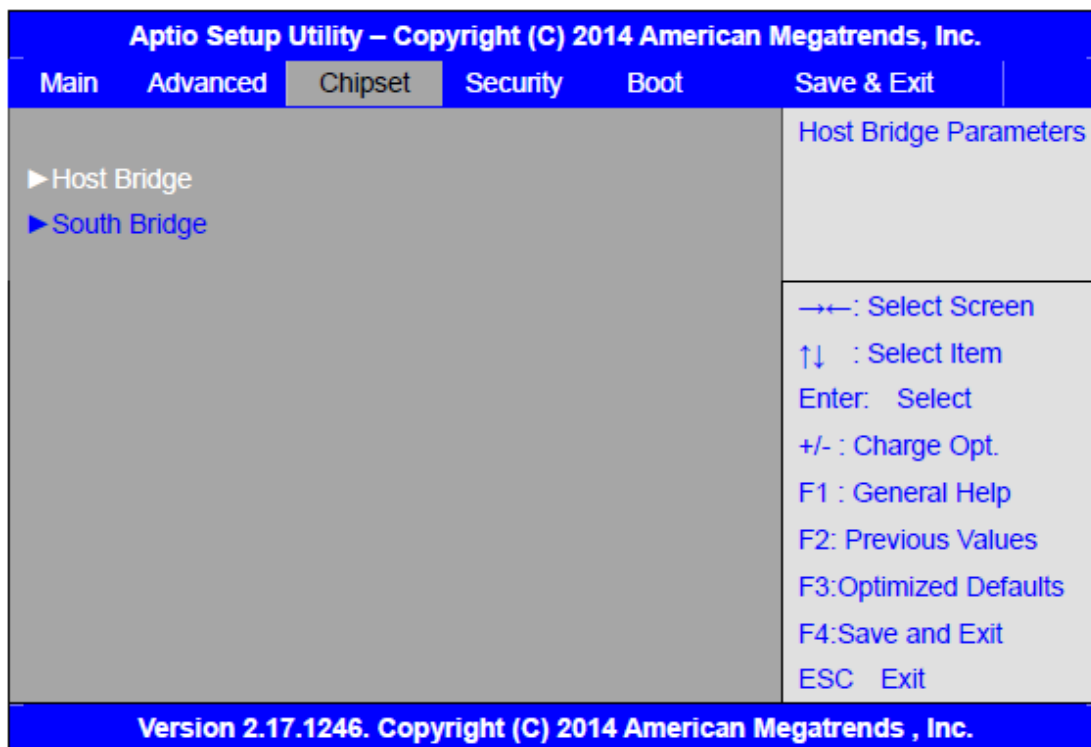 Aptio Setup Utility – Copyright (C) 2014 American Megatrends, Inc.
Main Advanced Chipset Security Boot Save & Exit
►Host Bridge
►South Bridge
Host Bridge Parameters
→←: Select Screen
↑↓ : Select Item
Enter: Select
+/- : Charge Opt.
F1 : General Help
F2: Previous Values
F3:Optimized Defaults
F4:Save and Exit
ESC Exit
Version 2.17.1246. Copyright (C) 2014 American Megatrends , Inc.